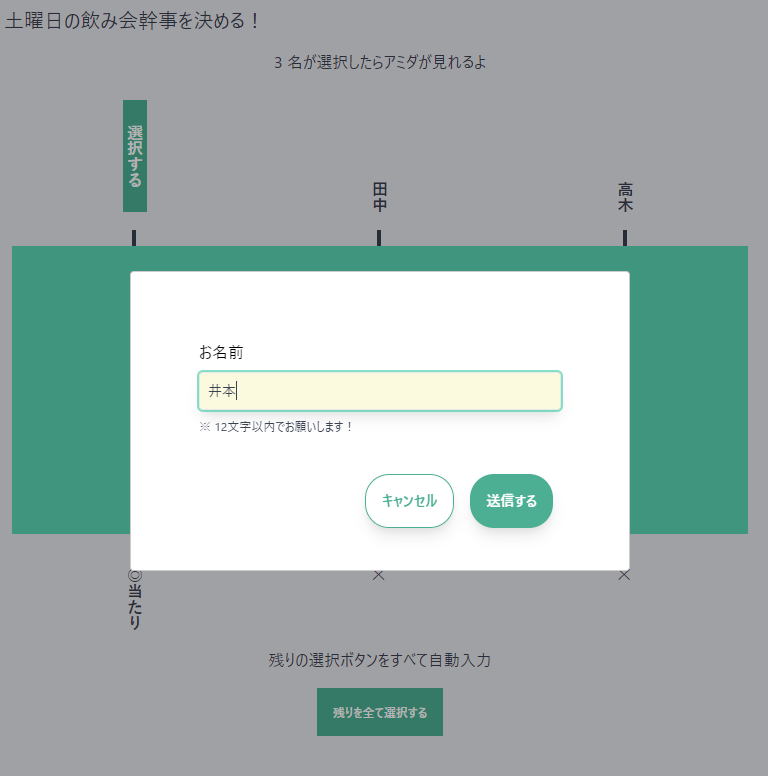 土曜日の飲み会幹事を決める！
3 名が選択したらアミダが見れるよ
選択する
田中
高木
お名前
井本
※ 12文字以内でお願いします！
キャンセル
送信する
◎当たり
×
×
残りの選択ボタンをすべて自動入力
残りを全て選択する